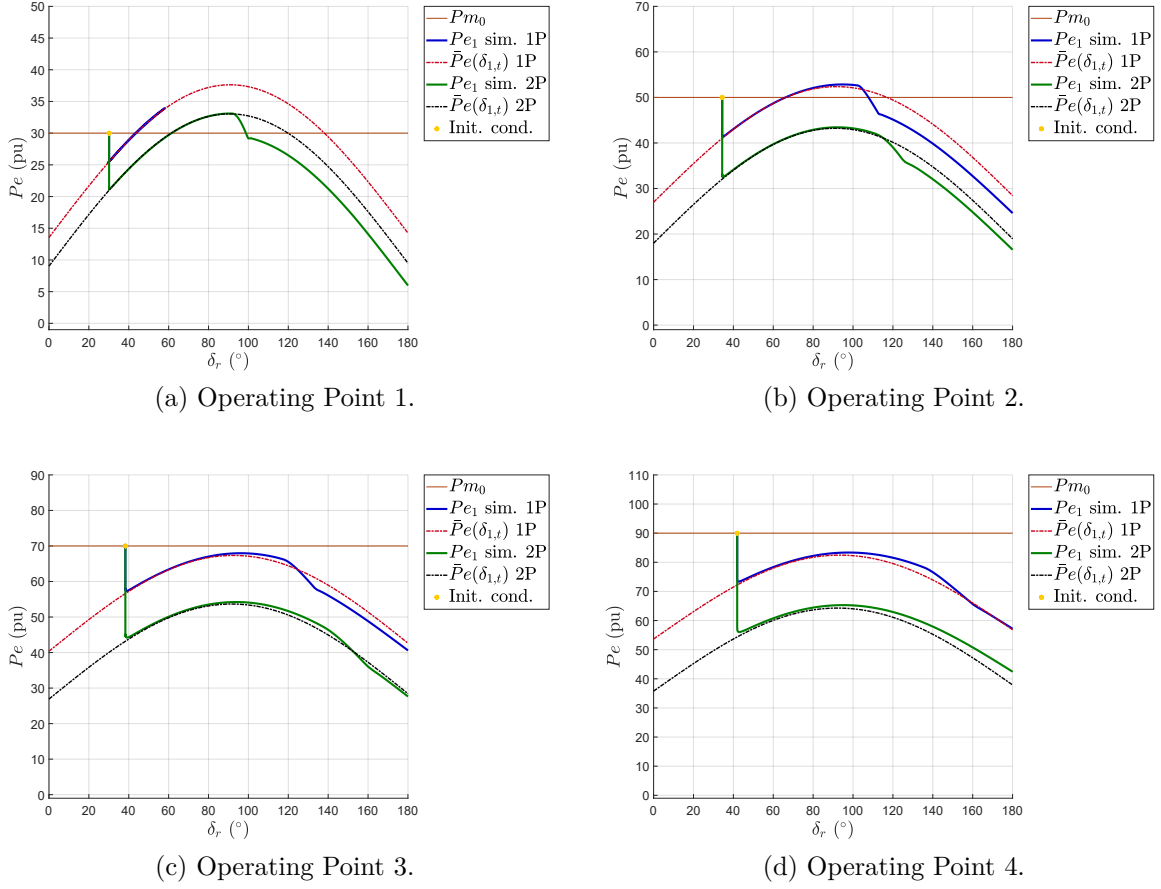 50
45
40
35
30
25
20
15
10
5
0
Pe (pu)
0 20 40 60 80 100 120 140 160 180
δr (°)
Pm0
Pe1 sim. 1P
P̄e(δ1,t) 1P
Pe1 sim. 2P
P̄e(δ1,t) 2P
Init. cond.
(a) Operating Point 1.
70
60
50
40
30
20
10
0
Pe (pu)
0 20 40 60 80 100 120 140 160 180
δr (°)
Pm0
Pe1 sim. 1P
P̄e(δ1,t) 1P
Pe1 sim. 2P
P̄e(δ1,t) 2P
Init. cond.
(b) Operating Point 2.
90
80
70
60
50
40
30
20
10
0
Pe (pu)
0 20 40 60 80 100 120 140 160 180
δr (°)
Pm0
Pe1 sim. 1P
P̄e(δ1,t) 1P
Pe1 sim. 2P
P̄e(δ1,t) 2P
Init. cond.
(c) Operating Point 3.
110
100
90
80
70
60
50
40
30
20
10
0
Pe (pu)
0 20 40 60 80 100 120 140 160 180
δr (°)
Pm0
Pe1 sim. 1P
P̄e(δ1,t) 1P
Pe1 sim. 2P
P̄e(δ1,t) 2P
Init. cond.
(d) Operating Point 4.